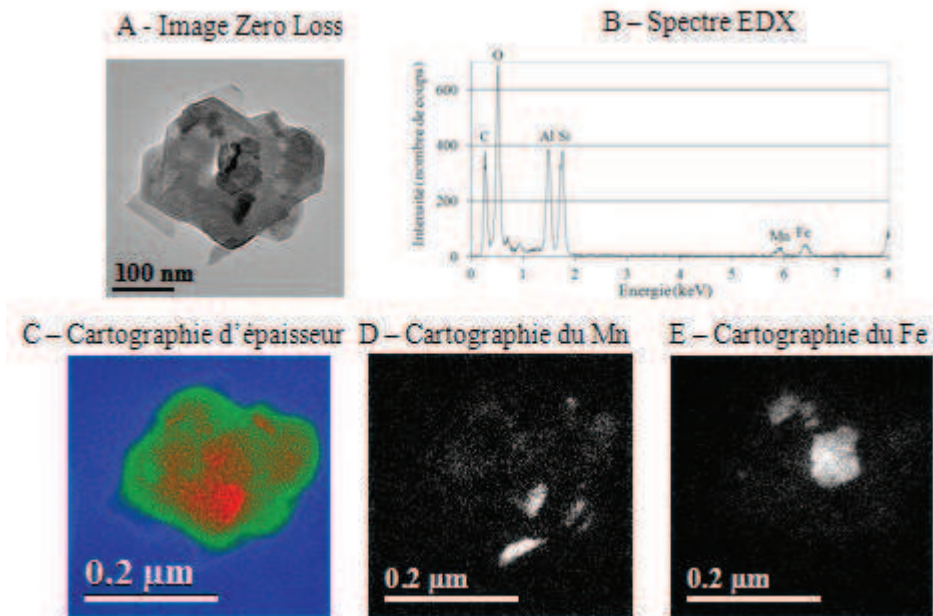 A - Image Zero Loss
B – Spectre EDX
100 nm
Intensité (nombre de coups)
600
400
200
0
O
C
Al Si
Mn Fe
0 1 2 3 4 5 6 7 8
Energie (keV)
C – Cartographie d'épaisseur
D – Cartographie du Mn
E – Cartographie du Fe
0.2 µm
0.2 µm
0.2 µm